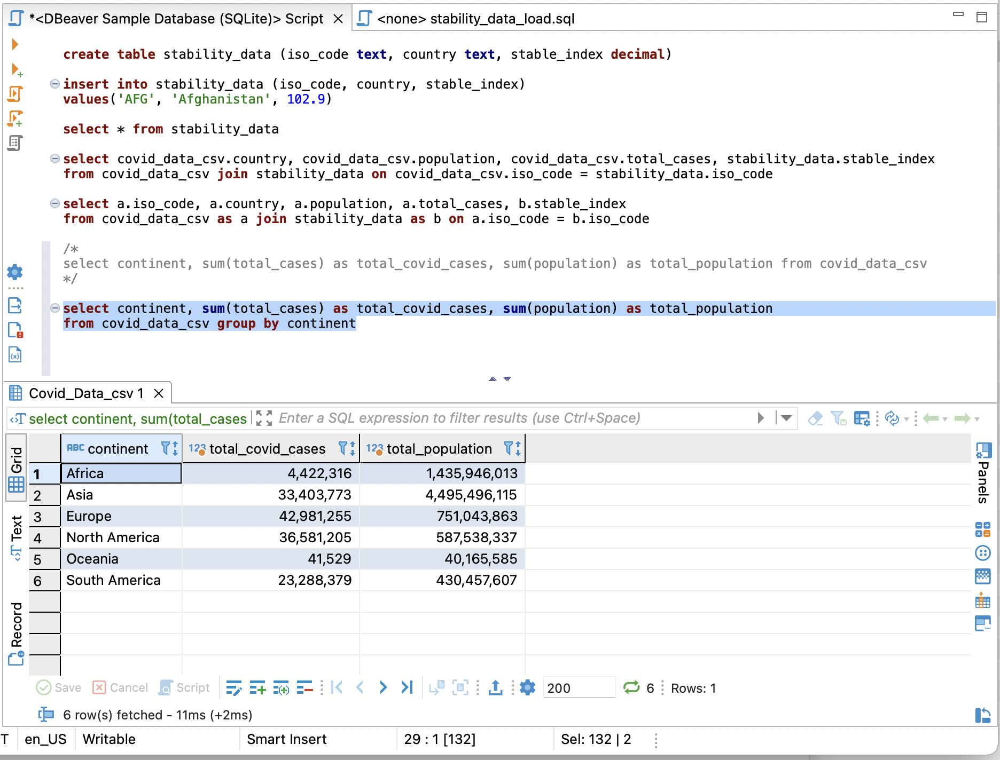 *<DBeaver Sample Database (SQLite)> Script
<none> stability_data_load.sql
create table stability_data (iso_code text, country text, stable_index decimal)
insert into stability_data (iso_code, country, stable_index)
values('AFG', 'Afghanistan', 102.9)
select * from stability_data
select covid_data_csv.country, covid_data_csv.population, covid_data_csv.total_cases, stability_data.stable_index
from covid_data_csv join stability_data on covid_data_csv.iso_code = stability_data.iso_code
select a.iso_code, a.country, a.population, a.total_cases, b.stable_index
from covid_data_csv as a join stability_data as b on a.iso_code = b.iso_code
/*
select continent, sum(total_cases) as total_covid_cases, sum(population) as total_population from covid_data_csv
*/
select continent, sum(total_cases) as total_covid_cases, sum(population) as total_population
from covid_data_csv group by continent
Covid_Data_csv 1
select continent, sum(total_cases
Enter a SQL expression to filter results (use Ctrl+Space)
Grid
Text
Record
Panels
ABC continent 123 total_covid_cases 123 total_population
1 Africa 4,422,316 1,435,946,013
2 Asia 33,403,773 4,495,496,115
3 Europe 42,981,255 751,043,863
4 North America 36,581,205 587,538,337
5 Oceania 41,529 40,165,585
6 South America 23,288,379 430,457,607
Save Cancel Script 200 6 Rows: 1
6 row(s) fetched - 11ms (+2ms)
T en_US Writable Smart Insert 29 : 1 [132] Sel: 132 | 2